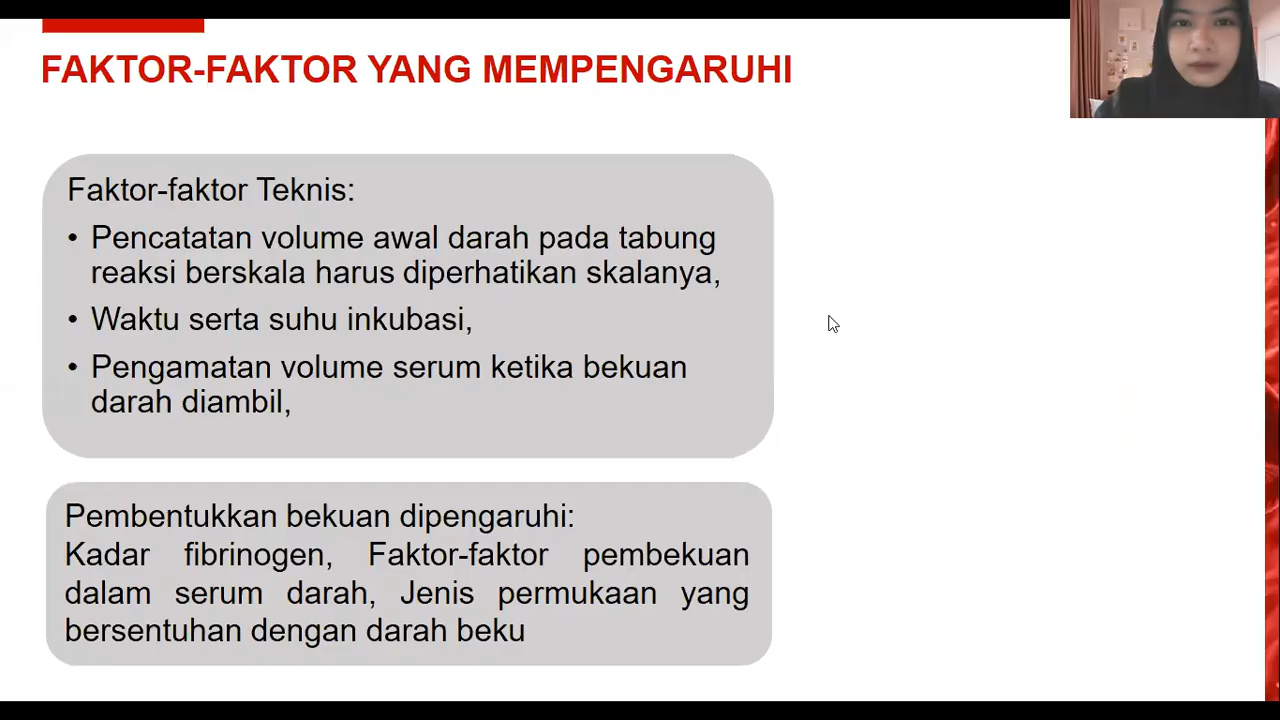 FAKTOR-FAKTOR YANG MEMPENGARUHI
Faktor-faktor Teknis:
• Pencatatan volume awal darah pada tabung
reaksi berskala harus diperhatikan skalanya,
• Waktu serta suhu inkubasi,
• Pengamatan volume serum ketika bekuan
darah diambil,
Pembentukkan bekuan dipengaruhi:
Kadar fibrinogen, Faktor-faktor pembekuan
dalam serum darah, Jenis permukaan yang
bersentuhan dengan darah beku